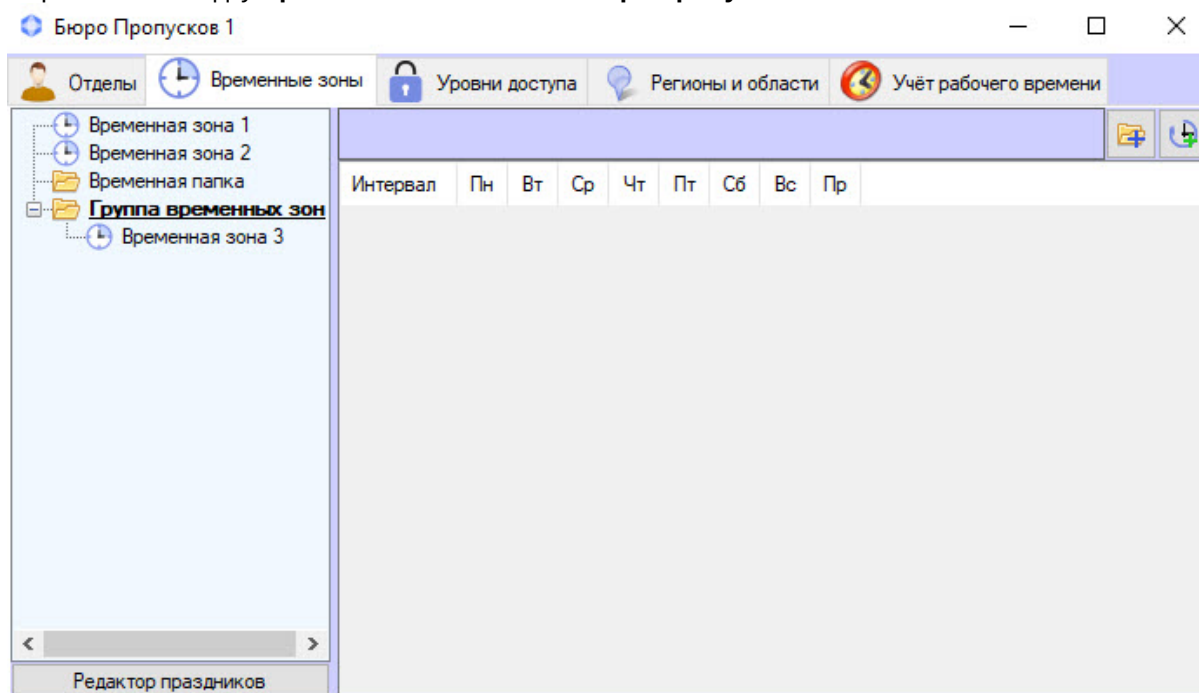 Бюро Пропусков 1
Отделы Временные зоны Уровни доступа Регионы и области Учёт рабочего времени
Временная зона 1
Временная зона 2
Временная папка
Группа временных зон
Временная зона 3
Интервал Пн Вт Ср Чт Пт Сб Вс Пр
Редактор праздников